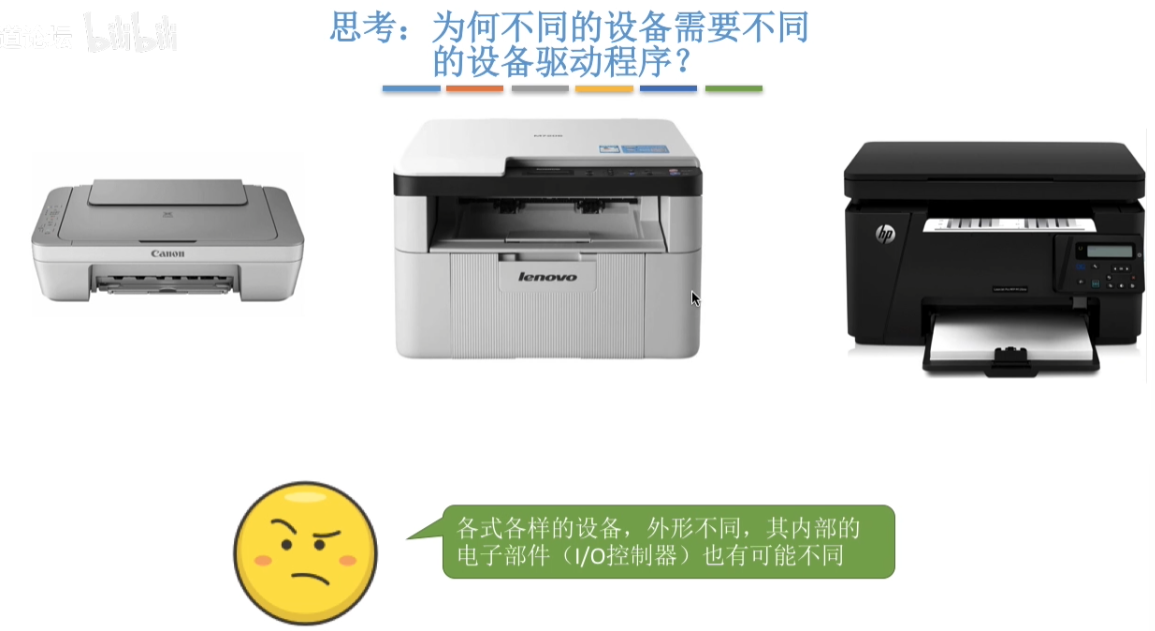 bilibili
思考：为何不同的设备需要不同
的设备驱动程序？
Canon
lenovo
hp
各式各样的设备，外形不同，其内部的
电子部件（I/O控制器）也有可能不同